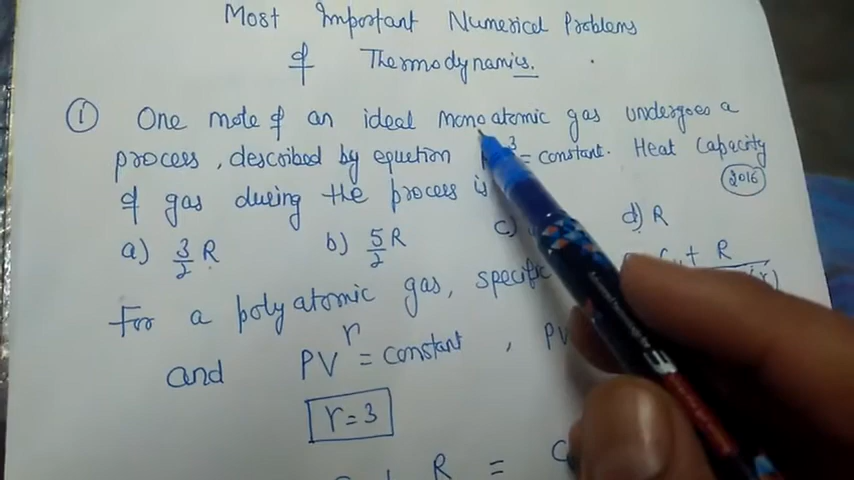 Most Important Numerical Problems
of Thermodynamics.
① One mole of an ideal monoatomic gas undergoes a
process, described by equetion 3 = constant. Heat Capacity
of gas during the process is 2016
a) 3/2 R b) 5/2 R c) d) R
For a polyatomic gas, specific C + R
and PV^r = constant, PV
r = 3
R = C